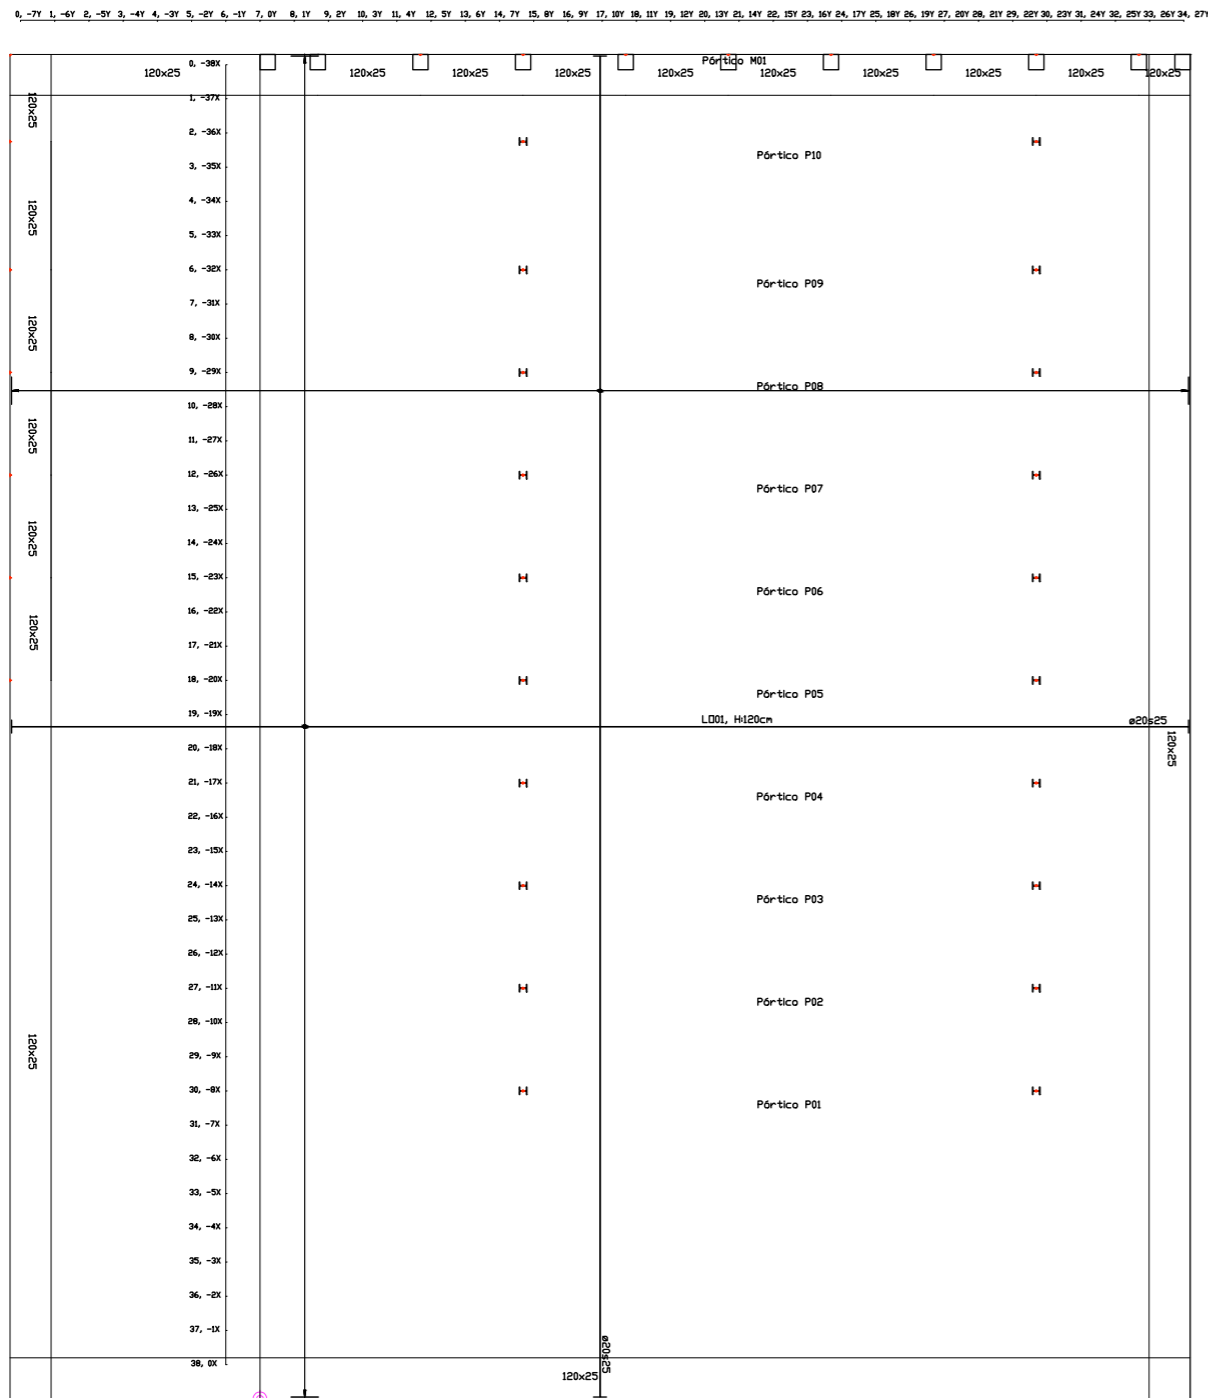 0, -7Y 1, -6Y 2, -5Y 3, -4Y 4, -3Y 5, -2Y 6, -1Y 7, 0Y 8, 1Y 9, 2Y 10, 3Y 11, 4Y 12, 5Y 13, 6Y 14, 7Y 15, 8Y 16, 9Y 17, 10Y 18, 11Y 19, 12Y 20, 13Y 21, 14Y 22, 15Y 23, 16Y 24, 17Y 25, 18Y 26, 19Y 27, 20Y 28, 21Y 29, 22Y 30, 23Y 31, 24Y 32, 25Y 33, 26Y 34, 27Y
Pórtico M01
0, -38X
120x25 120x25 120x25 120x25 120x25 120x25 120x25 120x25 120x25 120x25
1, -37X
120x25
2, -36X
Pórtico P10
3, -35X
4, -34X
120x25
5, -33X
6, -32X
Pórtico P09
7, -31X
120x25
8, -30X
9, -29X
Pórtico P08
10, -28X
120x25
11, -27X
12, -26X
Pórtico P07
13, -25X
120x25
14, -24X
15, -23X
Pórtico P06
16, -22X
120x25
17, -21X
18, -20X
Pórtico P05
19, -19X
LO01, H:120cm
ø20s25
120x25
20, -18X
21, -17X
Pórtico P04
22, -16X
23, -15X
24, -14X
Pórtico P03
25, -13X
26, -12X
27, -11X
Pórtico P02
28, -10X
120x25
29, -9X
30, -8X
Pórtico P01
31, -7X
32, -6X
33, -5X
34, -4X
35, -3X
36, -2X
37, -1X
ø20s25
38, 0X
120x25